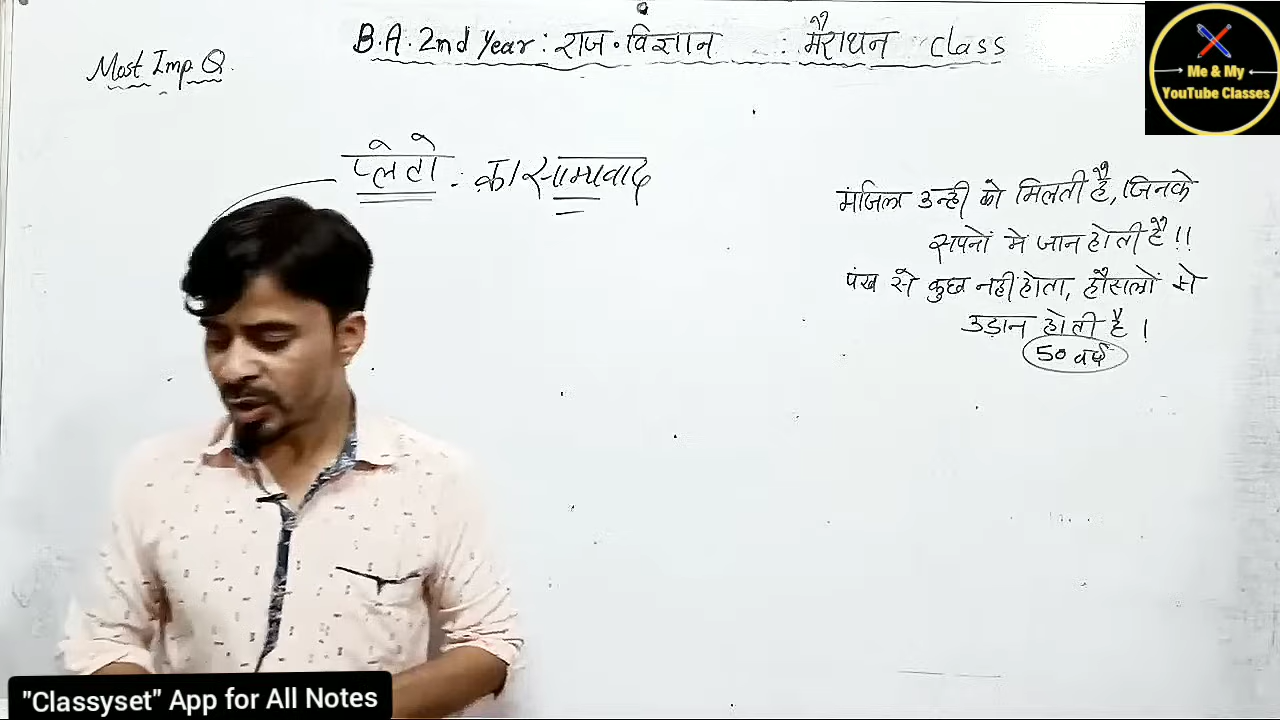 B.A. 2nd Year : राज. विज्ञान : मैराथन class
Most Imp. Q.
Me & My
YouTube Classes
प्लेटो : का साम्यवाद
मंजिल उन्ही को मिलती है, जिनके
सपनों मे जान होती है !!
पंख से कुछ नही होता, हौसलों से
उड़ान होती है ।
50 वर्ष
"Classyset" App for All Notes